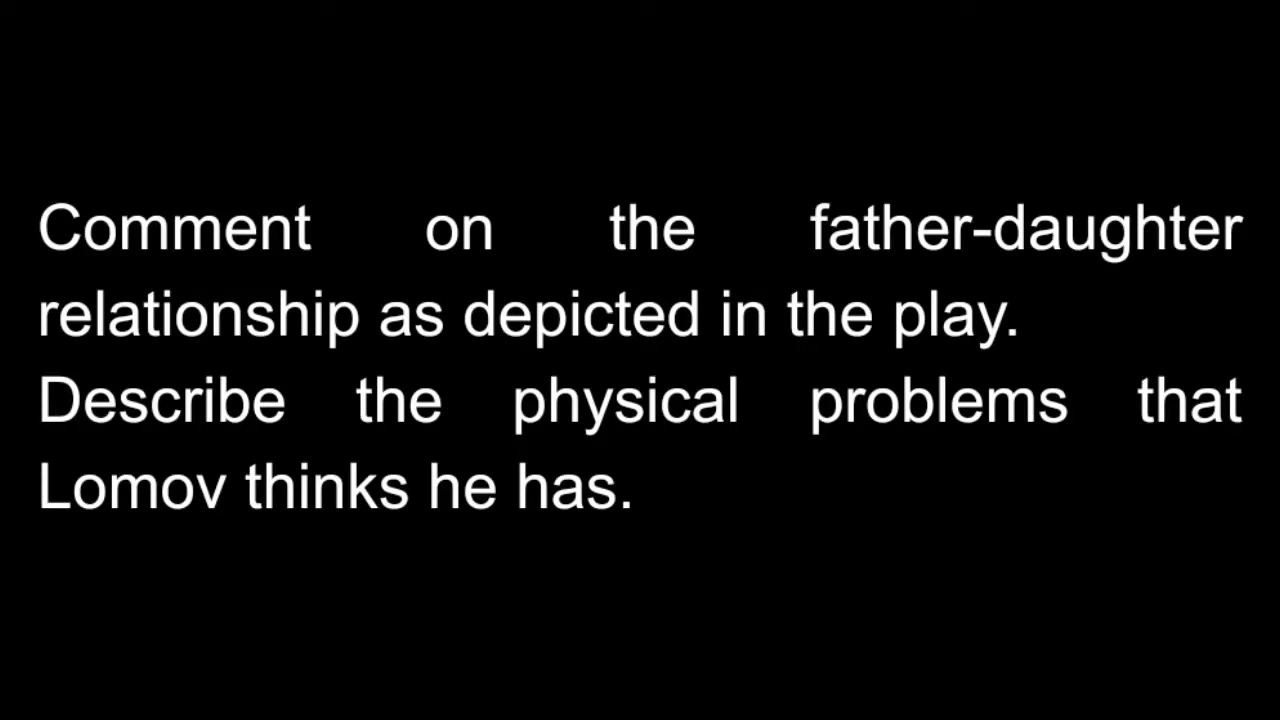 Comment on the father-daughter
relationship as depicted in the play.
Describe the physical problems that
Lomov thinks he has.